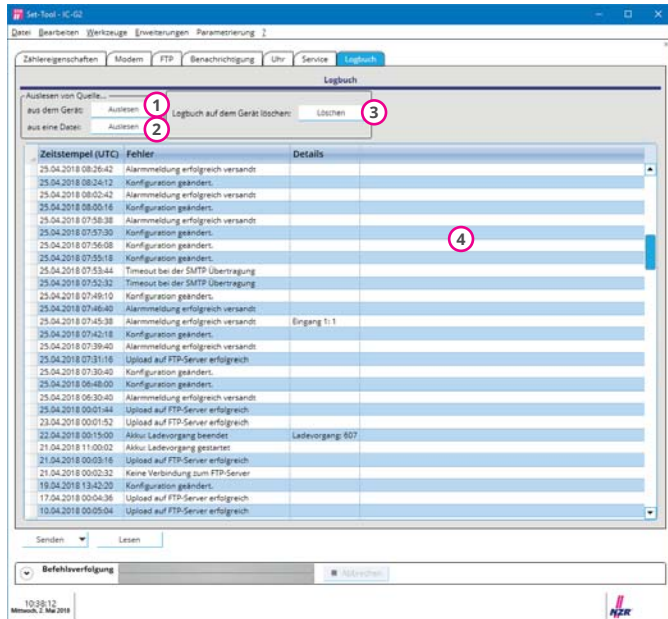 Set-Tool - IC-G2
Datei Bearbeiten Werkzeuge Erweiterungen Parametrierung ?
Zählereigenschaften Modem FTP Benachrichtigung Uhr Service Logbuch
Logbuch
Auslesen von Quelle...
aus dem Gerät: Auslesen 1 Logbuch auf dem Gerät löschen: Löschen 3
aus eine Datei: Auslesen 2
Zeitstempel (UTC) Fehler Details
25.04.2018 08:26:42 Alarmmeldung erfolgreich versandt
25.04.2018 08:24:12 Konfiguration geändert.
25.04.2018 08:02:42 Alarmmeldung erfolgreich versandt
25.04.2018 08:00:16 Konfiguration geändert.
25.04.2018 07:58:38 Alarmmeldung erfolgreich versandt
25.04.2018 07:57:30 Konfiguration geändert.
4
25.04.2018 07:56:08 Konfiguration geändert.
25.04.2018 07:55:18 Konfiguration geändert.
25.04.2018 07:53:44 Timeout bei der SMTP Übertragung
25.04.2018 07:52:32 Timeout bei der SMTP Übertragung
25.04.2018 07:49:10 Konfiguration geändert.
25.04.2018 07:46:40 Alarmmeldung erfolgreich versandt
25.04.2018 07:45:38 Alarmmeldung erfolgreich versandt Eingang 1: 1
25.04.2018 07:42:18 Konfiguration geändert.
25.04.2018 07:39:40 Alarmmeldung erfolgreich versandt
25.04.2018 07:31:16 Upload auf FTP-Server erfolgreich
25.04.2018 07:30:40 Konfiguration geändert.
25.04.2018 06:48:00 Konfiguration geändert.
25.04.2018 06:30:40 Alarmmeldung erfolgreich versandt
25.04.2018 00:01:44 Upload auf FTP-Server erfolgreich
23.04.2018 00:01:52 Upload auf FTP-Server erfolgreich
22.04.2018 00:15:00 Akku: Ladevorgang beendet Ladevorgang: 607
21.04.2018 11:00:02 Akku: Ladevorgang gestartet
21.04.2018 00:03:16 Upload auf FTP-Server erfolgreich
21.04.2018 00:02:32 Keine Verbindung zum FTP-Server
19.04.2018 13:42:20 Konfiguration geändert.
17.04.2018 00:04:36 Upload auf FTP-Server erfolgreich
10.04.2018 00:05:04 Upload auf FTP-Server erfolgreich
Senden Lesen
Befehlsverfolgung Abbrechen
10:38:12
Mittwoch, 2. Mai 2018
NZR